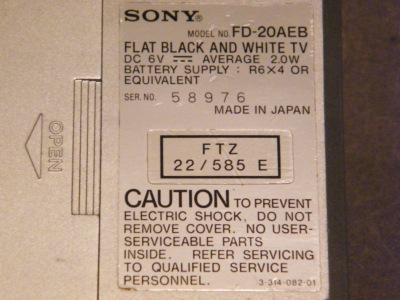 SONY®
MODEL NO. FD-20AEB
FLAT BLACK AND WHITE TV
DC 6V ⎓ AVERAGE 2.0W
BATTERY SUPPLY : R6×4 OR
EQUIVALENT
SER. NO. 58976
MADE IN JAPAN
FTZ
22/585 E
CAUTION TO PREVENT
ELECTRIC SHOCK, DO NOT
REMOVE COVER. NO USER-
SERVICEABLE PARTS
INSIDE. REFER SERVICING
TO QUALIFIED SERVICE
PERSONNEL.
3-314-082-01
OPEN